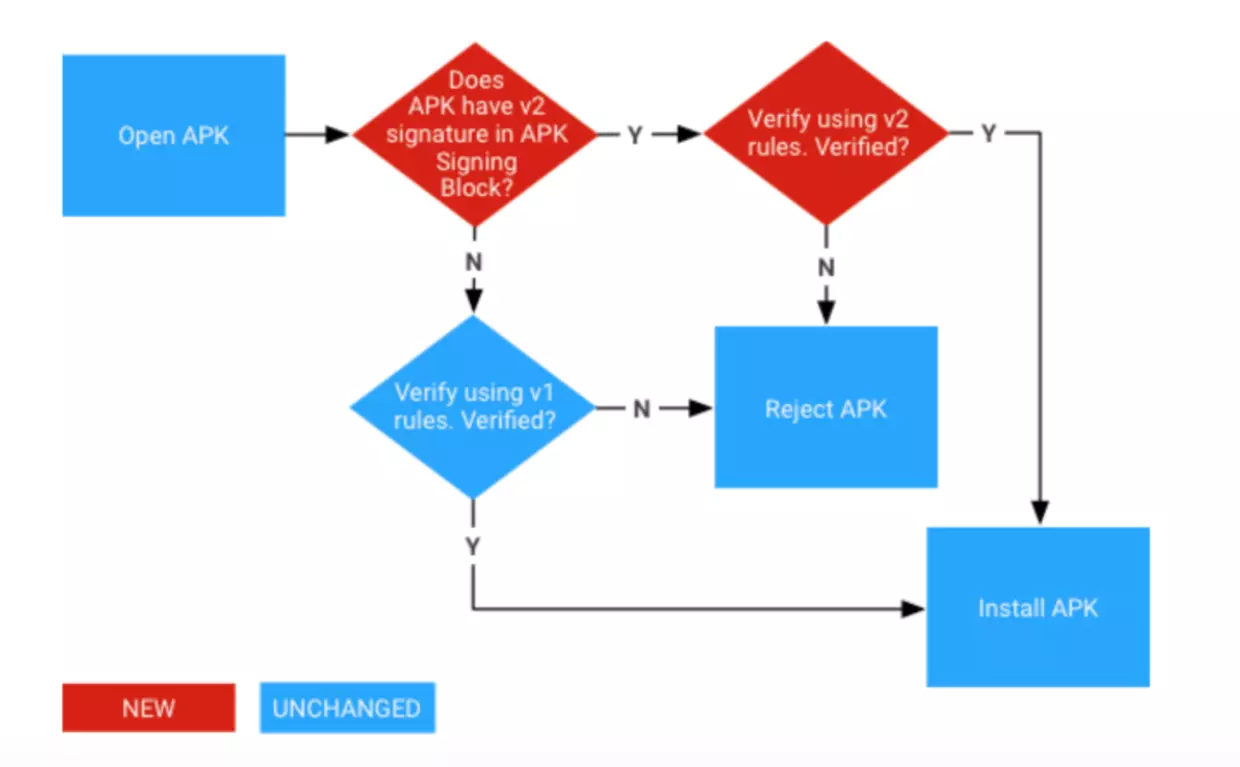 Open APK
Does
APK have v2
signature in APK
Signing
Block?
Y
Verify using v2
rules. Verified?
Y
N
N
Verify using v1
rules. Verified?
N
Reject APK
Y
Install APK
NEW
UNCHANGED